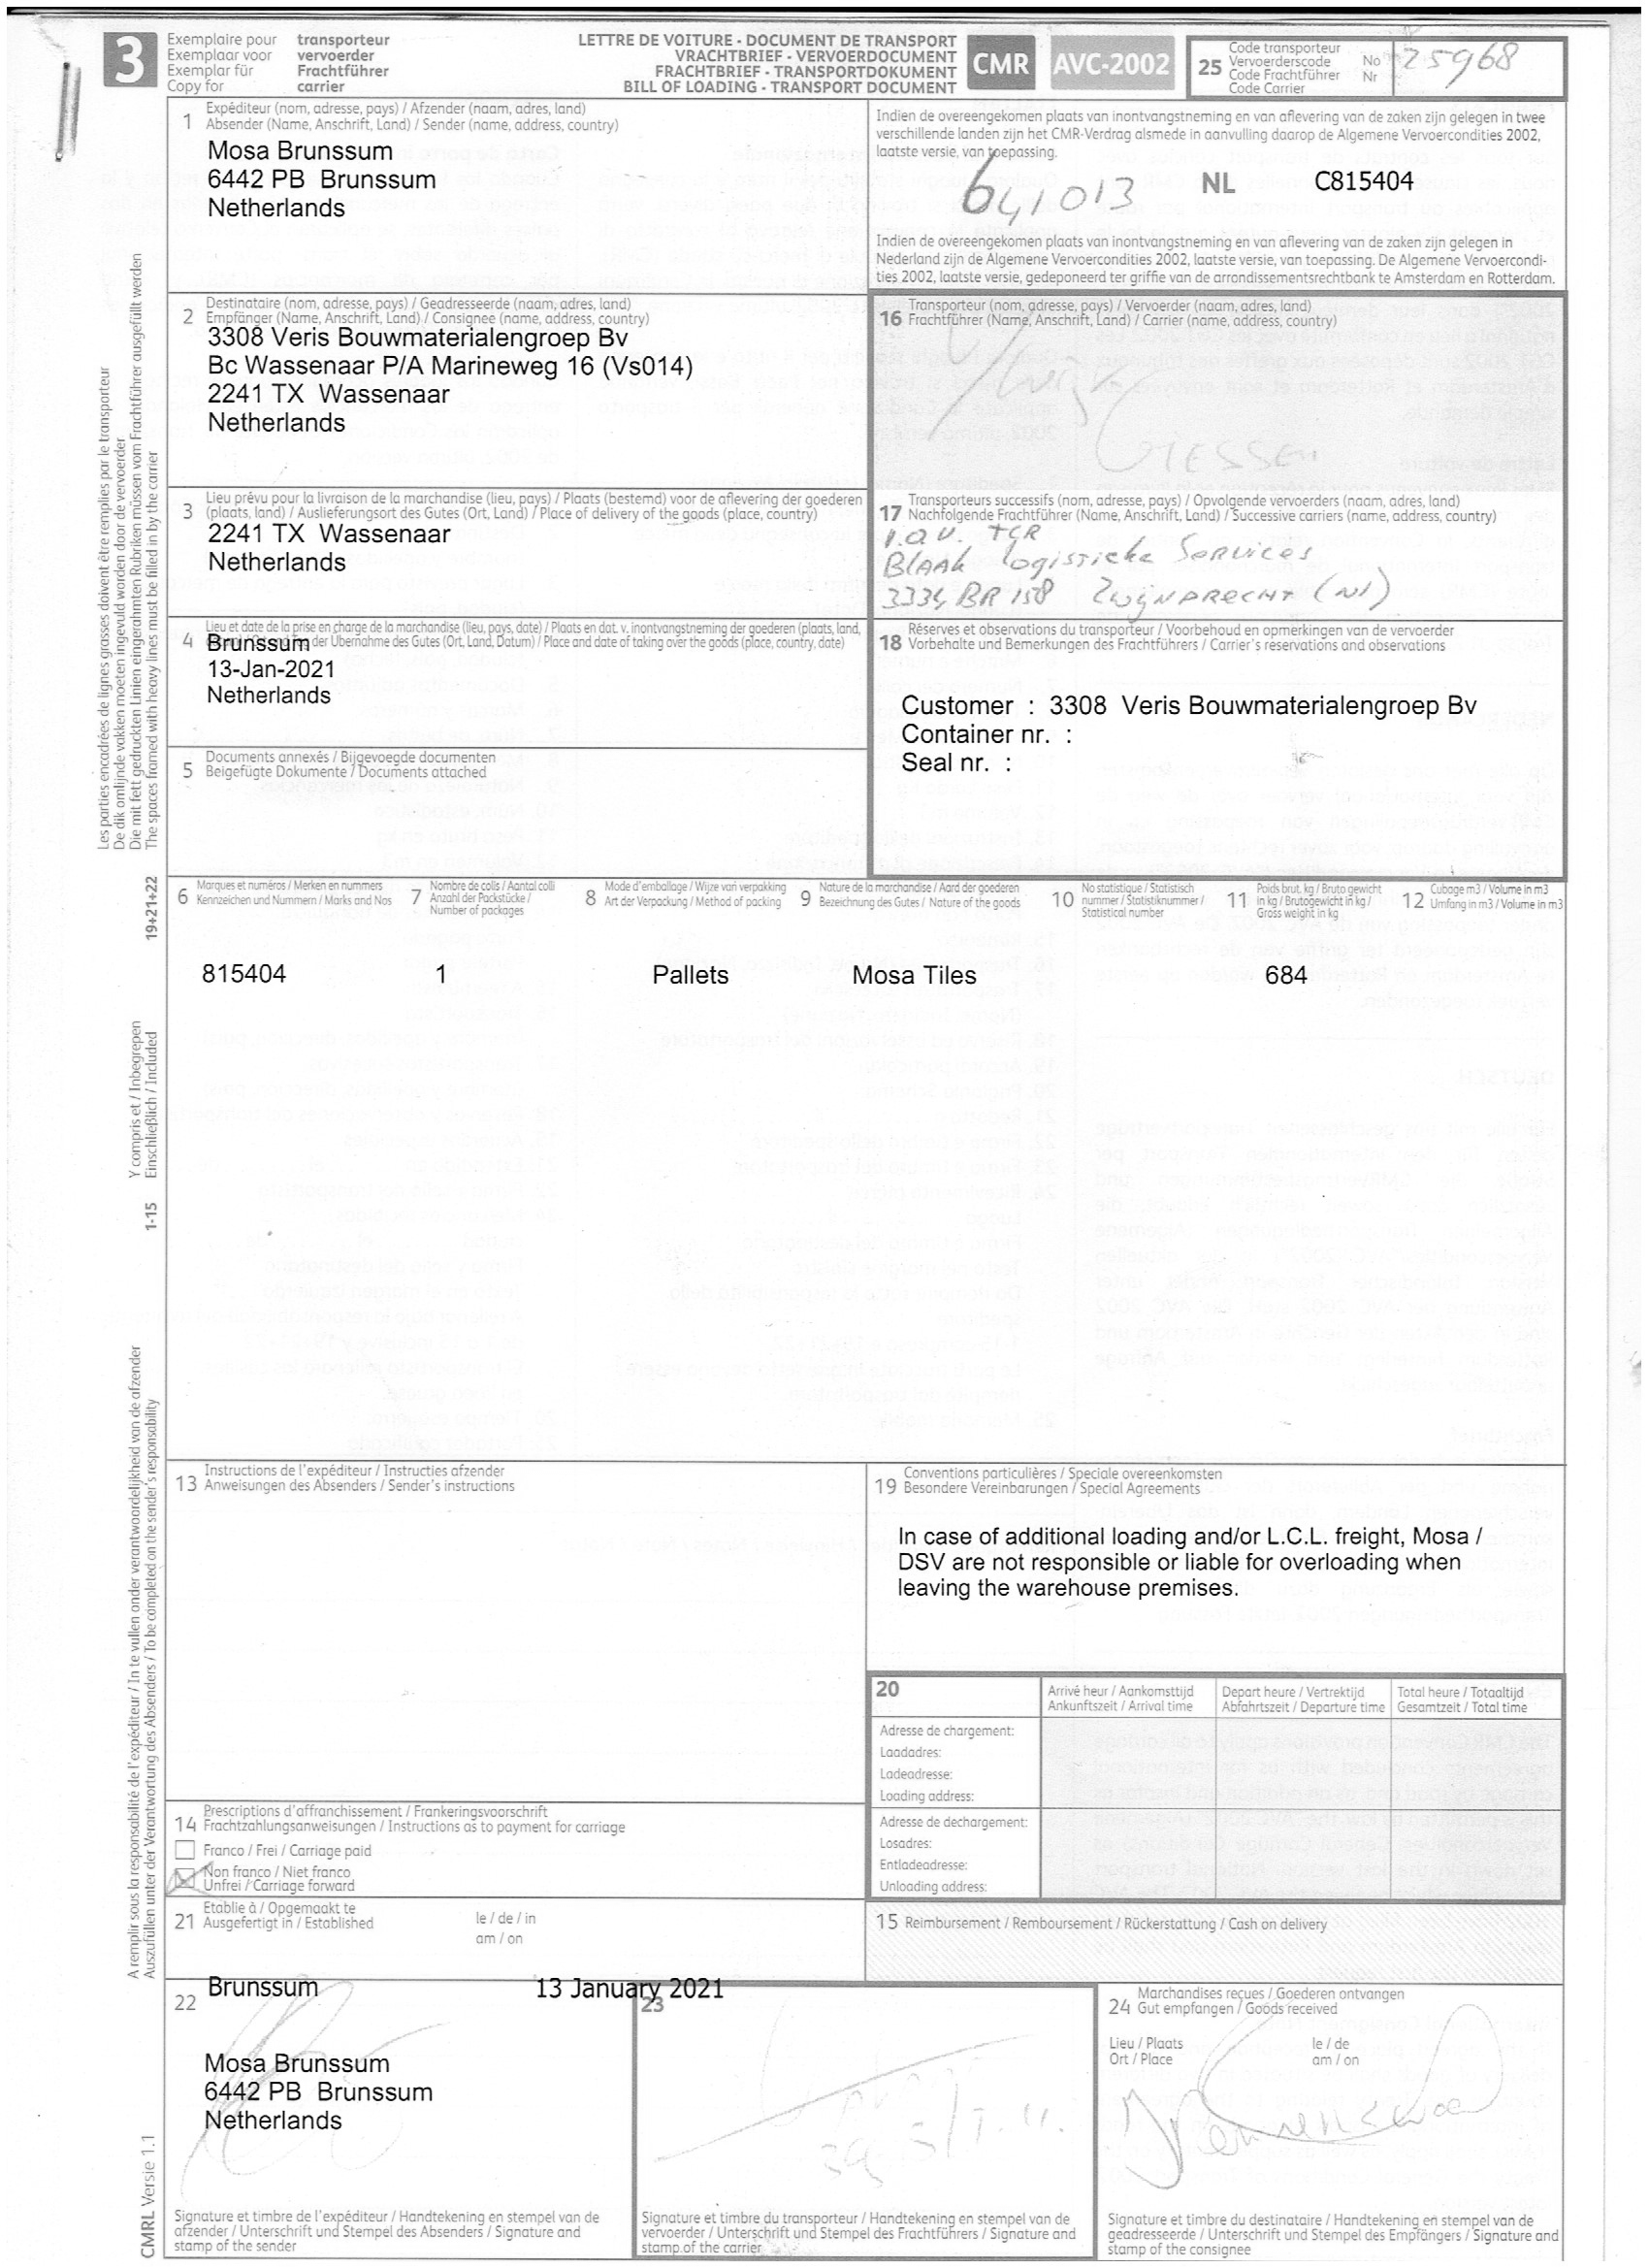 3
Exemplaire pour transporteur
Exemplaar voor vervoerder
Exemplar für Frachtführer
Copy for carrier
LETTRE DE VOITURE - DOCUMENT DE TRANSPORT
VRACHTBRIEF - VERVOERDOCUMENT
FRACHTBRIEF - TRANSPORTDOKUMENT
BILL OF LOADING - TRANSPORT DOCUMENT
CMR AVC-2002
25
Code transporteur
Vervoerderscode
Code Frachtführer
Code Carrier
No
Nr
25968
1
Expéditeur (nom, adresse, pays) / Afzender (naam, adres, land)
Absender (Name, Anschrift, Land) / Sender (name, address, country)
Mosa Brunssum
6442 PB Brunssum
Netherlands
Indien de overeengekomen plaats van inontvangstneming en van aflevering van de zaken zijn gelegen in twee
verschillende landen zijn het CMR-Verdrag alsmede in aanvulling daarop de Algemene Vervoercondities 2002,
laatste versie, van toepassing.
641013
NL C815404
Indien de overeengekomen plaats van inontvangstneming en van aflevering van de zaken zijn gelegen in
Nederland zijn de Algemene Vervoercondities 2002, laatste versie, van toepassing. De Algemene Vervoercondi-
ties 2002, laatste versie, gedeponeerd ter griffie van de arrondissementsrechtbank te Amsterdam en Rotterdam.
2
Destinataire (nom, adresse, pays) / Geadresseerde (naam, adres, land)
Empfänger (Name, Anschrift, Land) / Consignee (name, address, country)
3308 Veris Bouwmaterialengroep Bv
Bc Wassenaar P/A Marineweg 16 (Vs014)
2241 TX Wassenaar
Netherlands
16
Transporteur (nom, adresse, pays) / Vervoerder (naam, adres, land)
Frachtführer (Name, Anschrift, Land) / Carrier (name, address, country)
3
Lieu prévu pour la livraison de la marchandise (lieu, pays) / Plaats (bestemd) voor de aflevering der goederen
(plaats, land) / Auslieferungsort des Gutes (Ort, Land) / Place of delivery of the goods (place, country)
2241 TX Wassenaar
Netherlands
17
Transporteurs successifs (nom, adresse, pays) / Opvolgende vervoerders (naam, adres, land)
Nachfolgende Frachtführer (Name, Anschrift, Land) / Successive carriers (name, address, country)
I.O.V. TCR
Blaak Logistieke Services
3334 BR 158 Zwijndrecht (Nl)
4
Lieu et date de la prise en charge de la marchandise (lieu, pays, date) / Plaats en dat. v. inontvangstneming der goederen (plaats, land,
der Übernahme des Gutes (Ort, Land, Datum) / Place and date of taking over the goods (place, country, date)
Brunssum
13-Jan-2021
Netherlands
18
Réserves et observations du transporteur / Voorbehoud en opmerkingen van de vervoerder
Vorbehalte und Bemerkungen des Frachtführers / Carrier's reservations and observations
Customer : 3308 Veris Bouwmaterialengroep Bv
Container nr. :
Seal nr. :
5
Documents annexés / Bijgevoegde documenten
Beigefügte Dokumente / Documents attached
Les parties encadrées de lignes grasses doivent être remplies par le transporteur
De dik omlijnde vakken moeten ingevuld worden door de vervoerder
Die mit fett gedruckten Linien eingerahmten Rubriken müssen vom Frachtführer ausgefüllt werden
The spaces framed with heavy lines must be filled in by the carrier
6
Marques et numéros / Merken en nummers
Kennzeichen und Nummern / Marks and Nos
7
Nombre de colis / Aantal colli
Anzahl der Packstücke /
Number of packages
8
Mode d'emballage / Wijze van verpakking
Art der Verpackung / Method of packing
9
Nature de la marchandise / Aard der goederen
Bezeichnung des Gutes / Nature of the goods
10
No statistique / Statistisch
nummer / Statistiknummer /
Statistical number
11
Poids brut, kg / Bruto gewicht
in kg / Brutogewicht in kg /
Gross weight in kg
12
Cubage m3 / Volume in m3
Umfang in m3 / Volume in m3
815404 1 Pallets Mosa Tiles 684
19+21+22
Y compris et / Inbegrepen
Einschließlich / Included
1-15
A remplir sous la responsabilité de l'expéditeur / In te vullen onder verantwoordelijkheid van de afzender
Auszufüllen unter der Verantwortung des Absenders / To be completed on the sender's responsability
13
Instructions de l'expéditeur / Instructies afzender
Anweisungen des Absenders / Sender's instructions
19
Conventions particulières / Speciale overeenkomsten
Besondere Vereinbarungen / Special Agreements
In case of additional loading and/or L.C.L. freight, Mosa /
DSV are not responsible or liable for overloading when
leaving the warehouse premises.
20
Arrivé heur / Aankomsttijd
Ankunftszeit / Arrival time
Depart heure / Vertrektijd
Abfahrtszeit / Departure time
Total heure / Totaaltijd
Gesamtzeit / Total time
Adresse de chargement:
Laadadres:
Ladeadresse:
Loading address:
Adresse de dechargement:
Losadres:
Entladeadresse:
Unloading address:
14
Prescriptions d'affranchissement / Frankeringsvoorschrift
Frachtzahlungsanweisungen / Instructions as to payment for carriage
Franco / Frei / Carriage paid
Non franco / Niet franco
Unfrei / Carriage forward
21
Etablie à / Opgemaakt te
Ausgefertigt in / Established
le / de / in
am / on
15 Reimbursement / Remboursement / Rückerstattung / Cash on delivery
Brunssum 13 January 2021
22
Mosa Brunssum
6442 PB Brunssum
Netherlands
Signature et timbre de l'expéditeur / Handtekening en stempel van de
afzender / Unterschrift und Stempel des Absenders / Signature and
stamp of the sender
23
Signature et timbre du transporteur / Handtekening en stempel van de
vervoerder / Unterschrift und Stempel des Frachtführers / Signature and
stamp of the carrier
24
Marchandises reçues / Goederen ontvangen
Gut empfangen / Goods received
Lieu / Plaats
Ort / Place
le / de
am / on
Signature et timbre du destinataire / Handtekening en stempel van de
geadresseerde / Unterschrift und Stempel des Empfängers / Signature and
stamp of the consignee
CMRL Versie 1.1